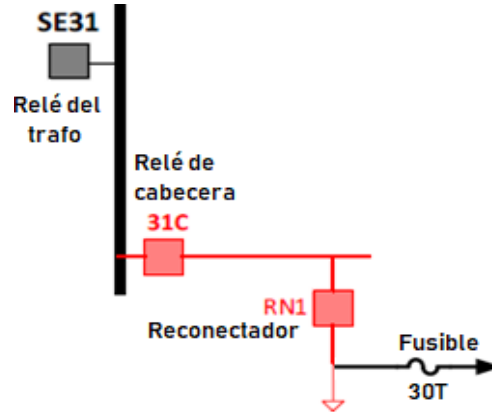 SE31
Relé del
trafo
Relé de
cabecera
31C
RN1
Reconectador
Fusible
30T